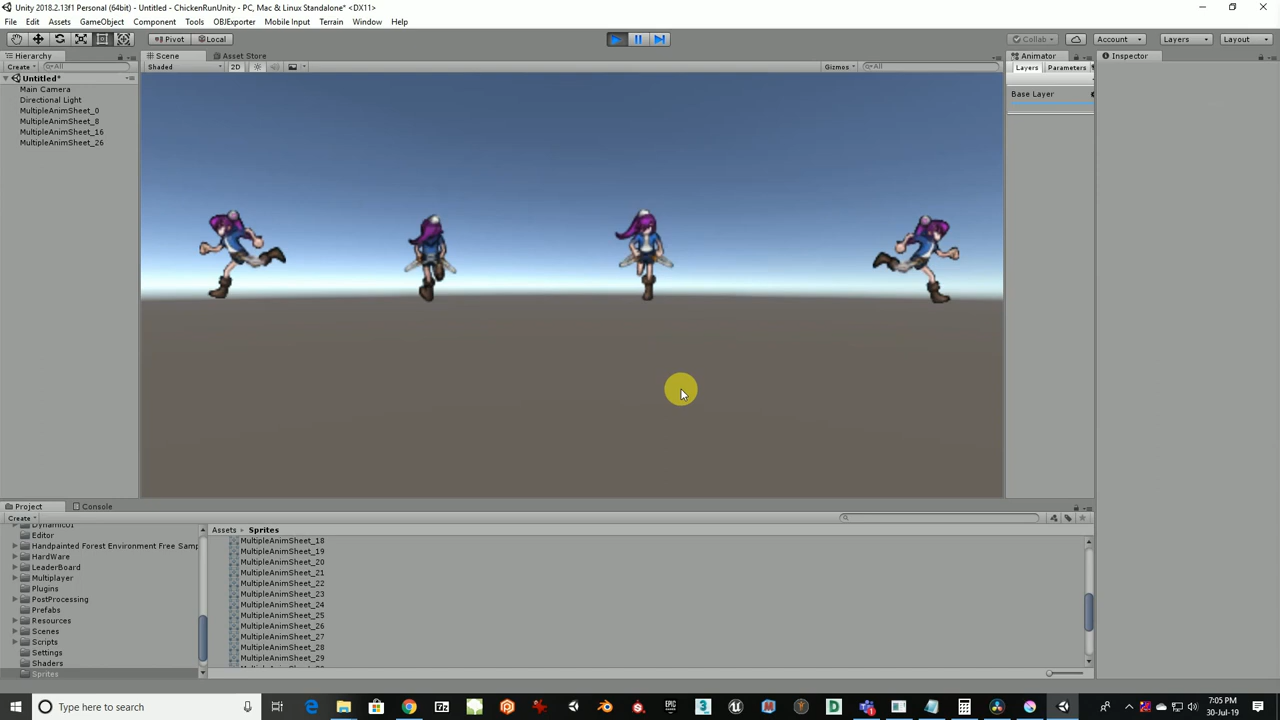 Unity 2018.2.13f1 Personal (64bit) - Untitled - ChickenRunUnity - PC, Mac & Linux Standalone* <DX11>
File Edit Assets GameObject Component Tools OBJExporter Mobile Input Terrain Window Help
Pivot Local Collab Account Layers Layout
Hierarchy Scene Asset Store Animator Inspector
Create All Shaded 2D Gizmos All Layers Parameters
Untitled*
Main Camera
Base Layer
Directional Light
MultipleAnimSheet_0
MultipleAnimSheet_8
MultipleAnimSheet_16
MultipleAnimSheet_26
Project Console
Create
DynamicUI
Editor
Handpainted Forest Environment Free Samp
HardWare
LeaderBoard
Multiplayer
Plugins
PostProcessing
Prefabs
Resources
Scenes
Scripts
Settings
Shaders
Sprites
Assets Sprites
MultipleAnimSheet_18
MultipleAnimSheet_19
MultipleAnimSheet_20
MultipleAnimSheet_21
MultipleAnimSheet_22
MultipleAnimSheet_23
MultipleAnimSheet_24
MultipleAnimSheet_25
MultipleAnimSheet_26
MultipleAnimSheet_27
MultipleAnimSheet_28
MultipleAnimSheet_29
Type here to search
7:05 PM
30-Jul-19